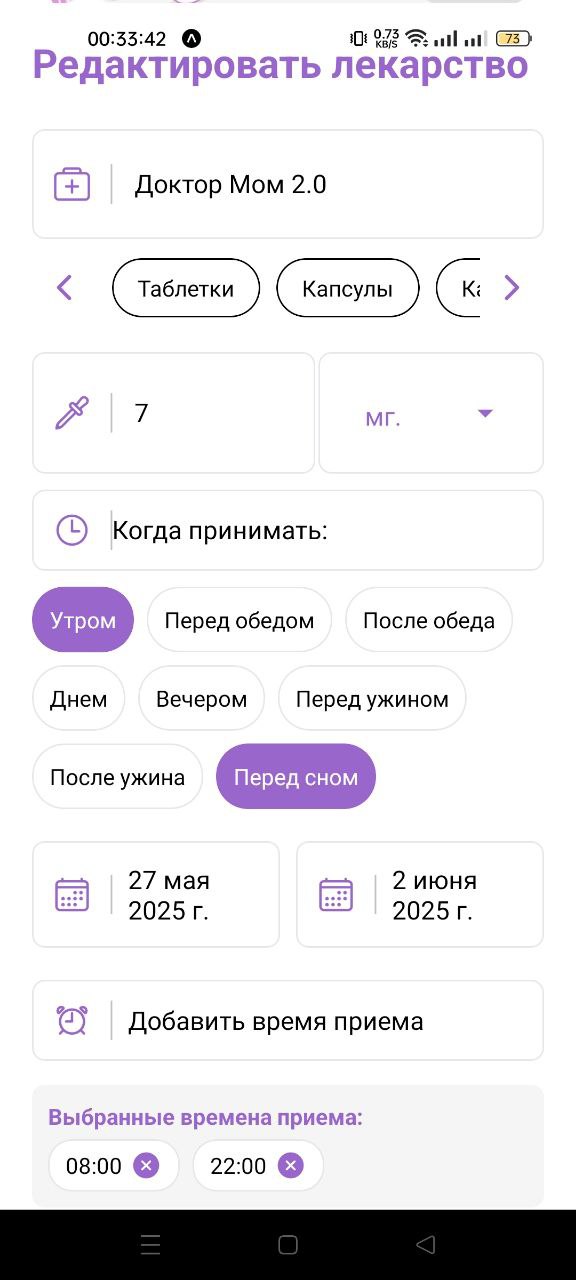 00:33:42
0.73 KB/S
73
Редактировать лекарство
Доктор Мом 2.0
Таблетки
Капсулы
7
мг.
Когда принимать:
Утром
Перед обедом
После обеда
Днем
Вечером
Перед ужином
После ужина
Перед сном
27 мая
2025 г.
2 июня
2025 г.
Добавить время приема
Выбранные времена приема:
08:00
22:00